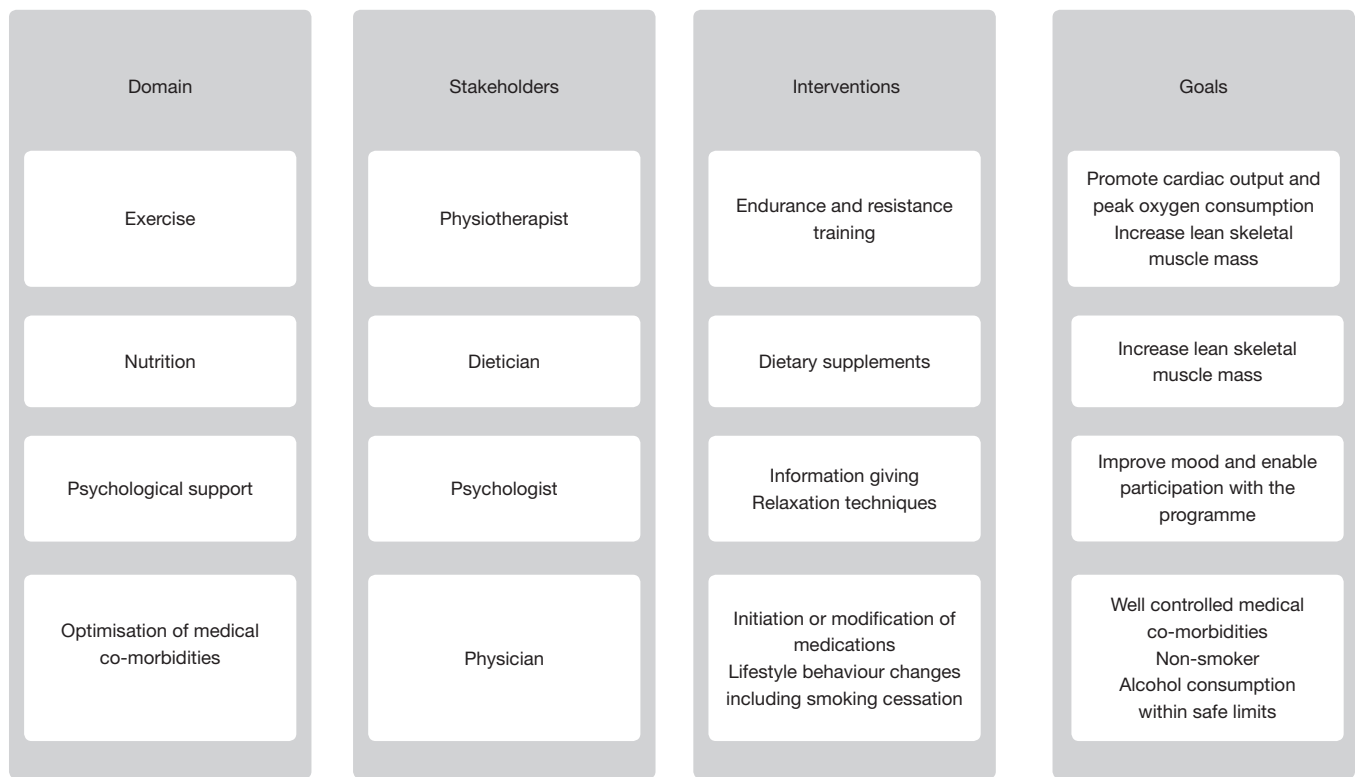 Domain
Stakeholders
Interventions
Goals
Exercise
Physiotherapist
Endurance and resistance
training
Promote cardiac output and
peak oxygen consumption
Increase lean skeletal
muscle mass
Nutrition
Dietician
Dietary supplements
Increase lean skeletal
muscle mass
Psychological support
Psychologist
Information giving
Relaxation techniques
Improve mood and enable
participation with the
programme
Optimisation of medical
co-morbidities
Physician
Initiation or modification of
medications
Lifestyle behaviour changes
including smoking cessation
Well controlled medical
co-morbidities
Non-smoker
Alcohol consumption
within safe limits